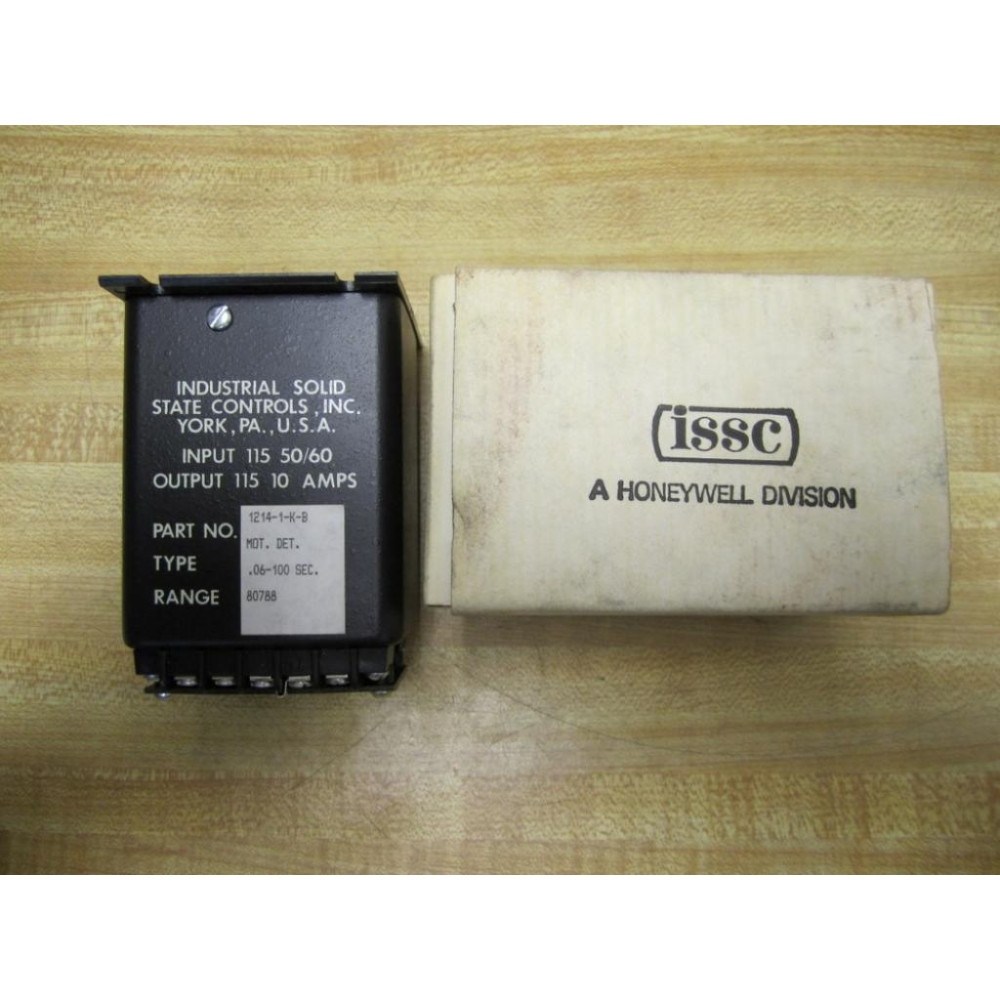 INDUSTRIAL SOLID
STATE CONTROLS, INC.
YORK, PA., U.S.A.
INPUT 115 50/60
OUTPUT 115 10 AMPS
PART NO. 1214-1-K-B
TYPE MOT. DET.
.06-100 SEC.
RANGE 80788
issc
A HONEYWELL DIVISION